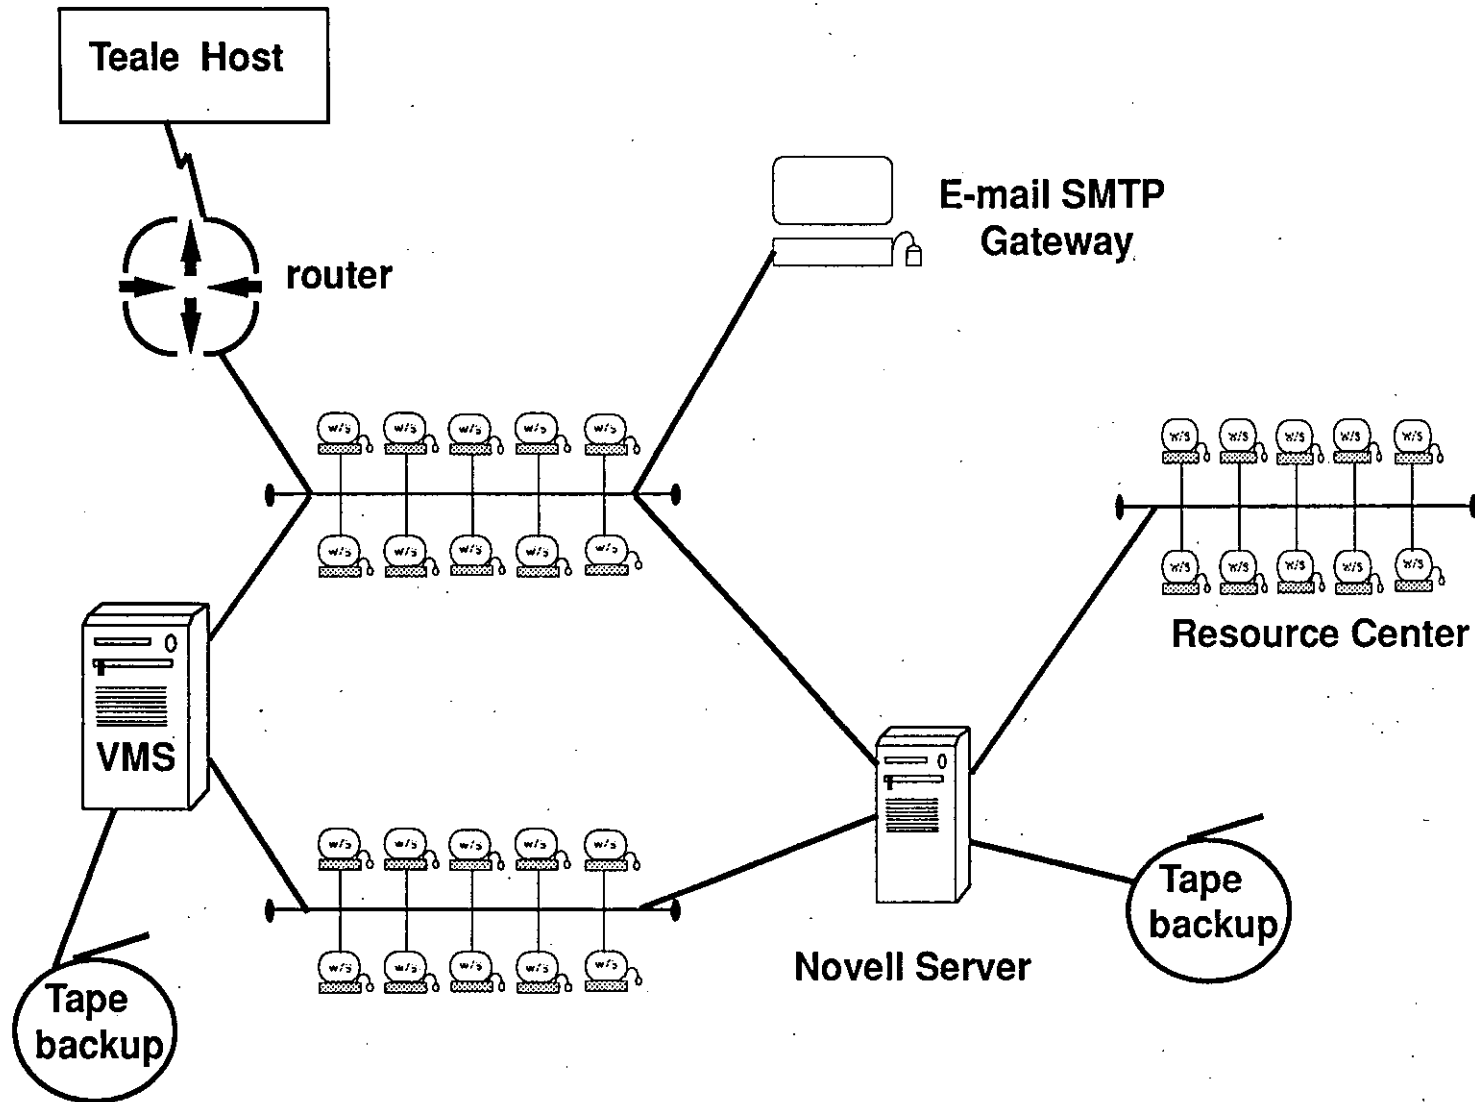 Teale Host
E-mail SMTP
Gateway
router
w/s w/s w/s w/s w/s
w/s w/s w/s w/s w/s
w/s w/s w/s w/s w/s
w/s w/s w/s w/s w/s
Resource Center
VMS
w/s w/s w/s w/s w/s
w/s w/s w/s w/s w/s
Tape
backup
Novell Server
Tape
backup